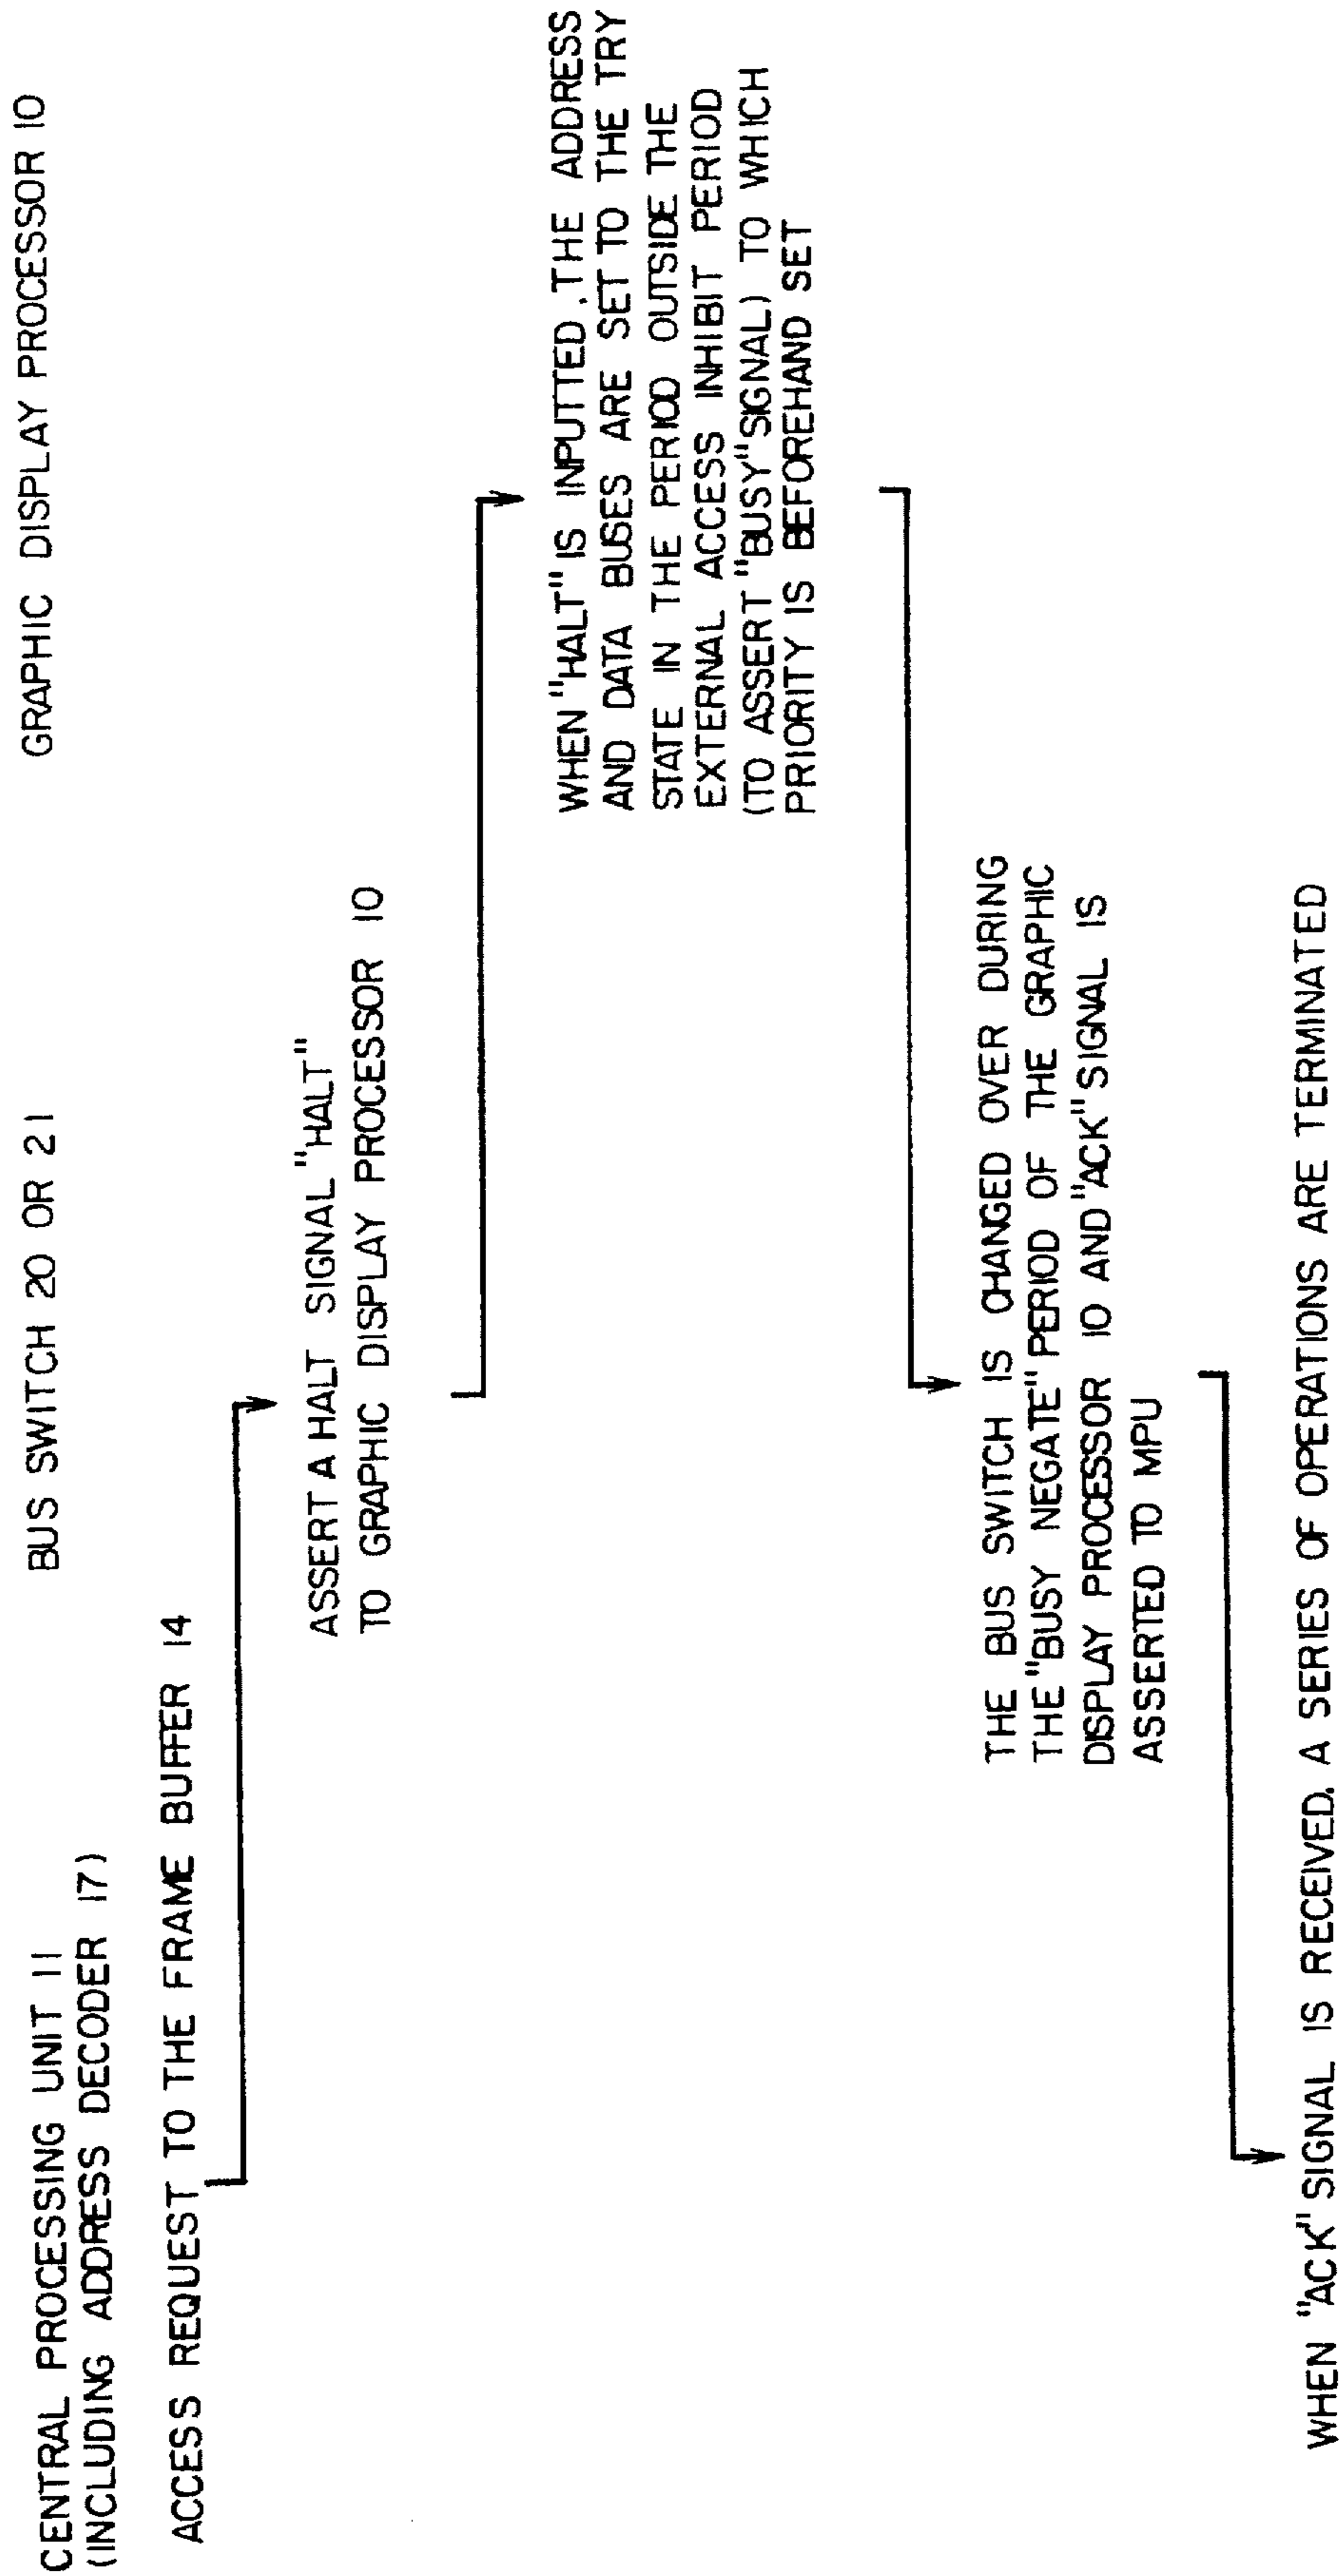 CENTRAL PROCESSING UNIT 11
(INCLUDING ADDRESS DECODER 17)
BUS SWITCH 20 OR 21
GRAPHIC DISPLAY PROCESSOR 10
ACCESS REQUEST TO THE FRAME BUFFER 14
ASSERT A HALT SIGNAL "HALT"
TO GRAPHIC DISPLAY PROCESSOR 10
WHEN "HALT" IS INPUTTED, THE ADDRESS
AND DATA BUSES ARE SET TO THE TRY
STATE IN THE PERIOD OUTSIDE THE
EXTERNAL ACCESS INHIBIT PERIOD
(TO ASSERT "BUSY" SIGNAL) TO WHICH
PRIORITY IS BEFOREHAND SET
THE BUS SWITCH IS CHANGED OVER DURING
THE "BUSY NEGATE" PERIOD OF THE GRAPHIC
DISPLAY PROCESSOR 10 AND "ACK" SIGNAL IS
ASSERTED TO MPU
WHEN "ACK" SIGNAL IS RECEIVED, A SERIES OF OPERATIONS ARE TERMINATED